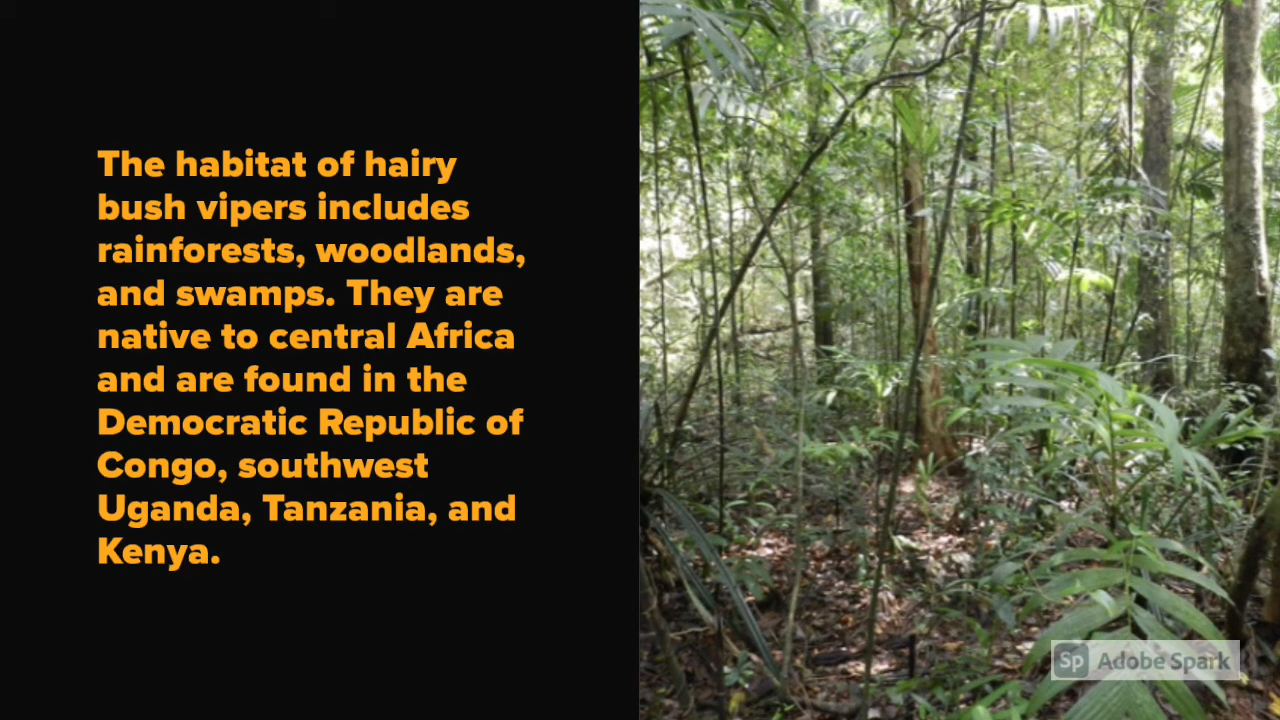 The habitat of hairy
bush vipers includes
rainforests, woodlands,
and swamps. They are
native to central Africa
and are found in the
Democratic Republic of
Congo, southwest
Uganda, Tanzania, and
Kenya.
Sp Adobe Spark